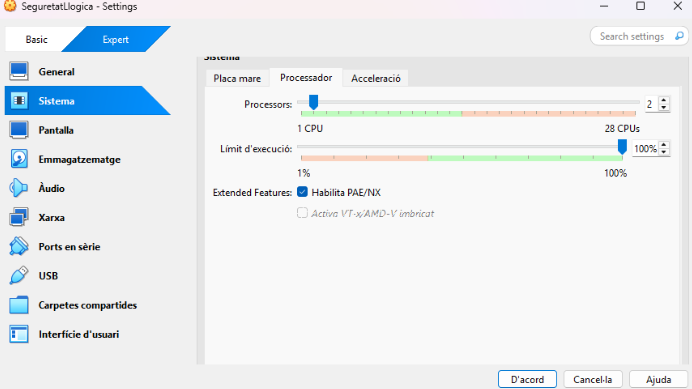 SeguretatLlogica - Settings
Basic Expert Search settings
Sistema
General
Sistema
Pantalla
Emmagatzematge
Àudio
Xarxa
Ports en sèrie
USB
Carpetes compartides
Interfície d'usuari
Placa mare Processador Acceleració
Processors: 2
1 CPU 28 CPUs
Límit d'execució: 100%
1% 100%
Extended Features: Habilita PAE/NX
Activa VT-x/AMD-V imbricat
D'acord Cancel·la Ajuda